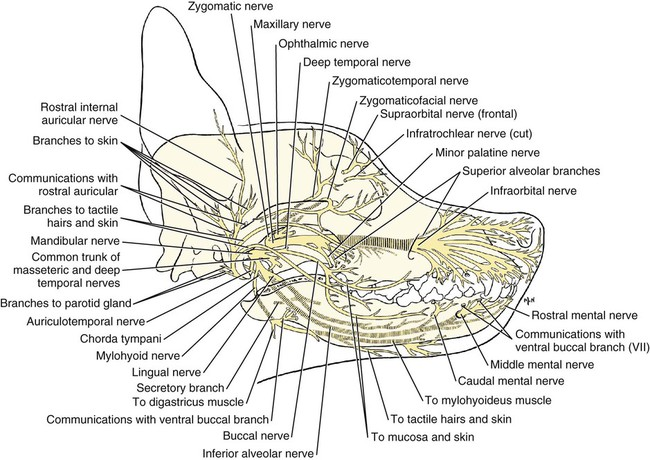 Zygomatic nerve
Maxillary nerve
Ophthalmic nerve
Deep temporal nerve
Zygomaticotemporal nerve
Zygomaticofacial nerve
Supraorbital nerve (frontal)
Infratrochlear nerve (cut)
Minor palatine nerve
Superior alveolar branches
Infraorbital nerve
Rostral internal
auricular nerve
Branches to skin
Communications with
rostral auricular
Branches to tactile
hairs and skin
Mandibular nerve
Common trunk of
masseteric and deep
temporal nerves
Branches to parotid gland
Auriculotemporal nerve
Chorda tympani
Mylohyoid nerve
Lingual nerve
Secretory branch
To digastricus muscle
Communications with ventral buccal branch
Buccal nerve
Inferior alveolar nerve
Rostral mental nerve
Communications with
ventral buccal branch (VII)
Middle mental nerve
Caudal mental nerve
To mylohyoideus muscle
To tactile hairs and skin
To mucosa and skin